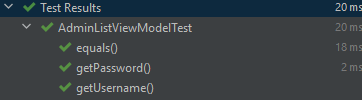 Test Results 20 ms
AdminListViewModelTest 20 ms
equals() 18 ms
getPassword() 2 ms
getUsername()